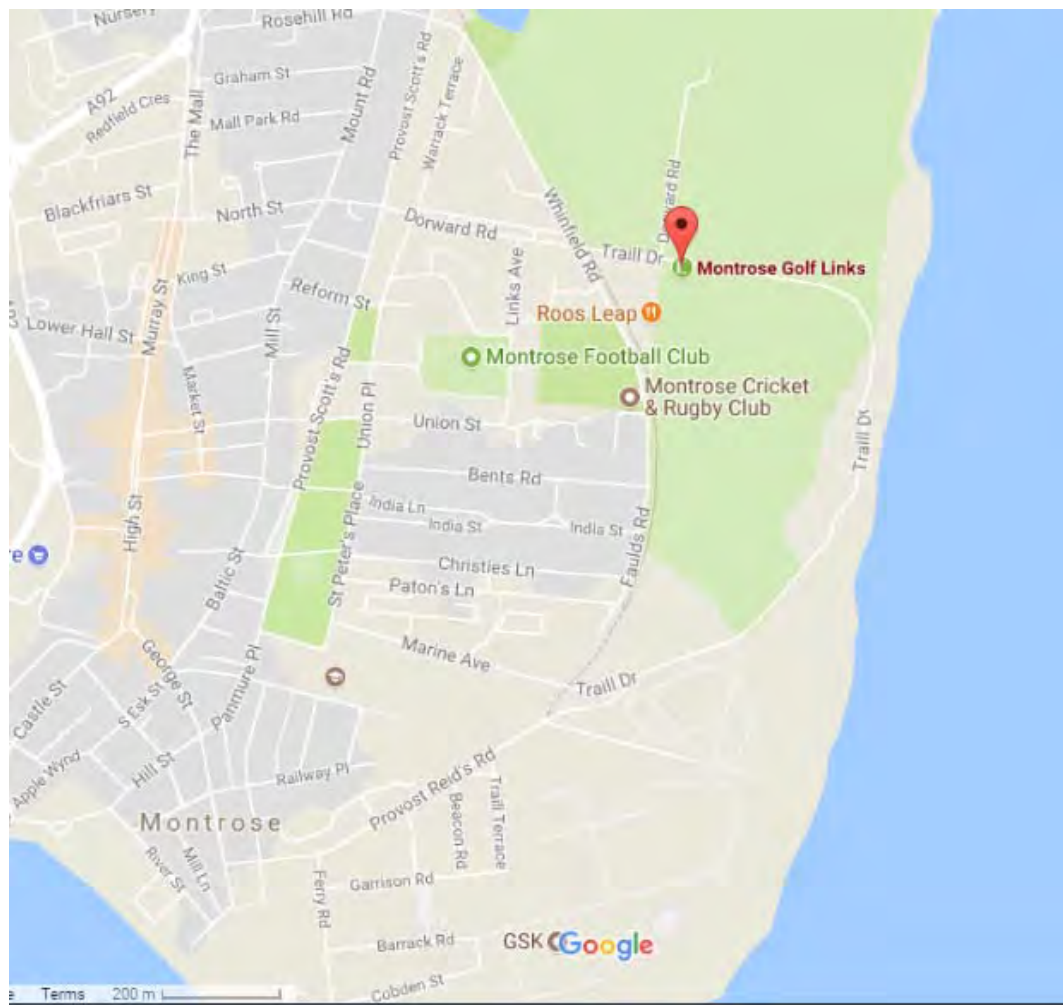 Nursery
Rosehill Rd
Graham St
A92
Redfield Cres
The Mall
Mall Park Rd
Mount Rd
Provost Scott's Rd
Warrack Terrace
Blackfriars St
North St
Dorward Rd
Whinfield Rd
Dorward Rd
Traill Dr
Montrose Golf Links
King St
Reform St
Links Ave
Roos Leap
Lower Hall St
Murray St
Mill St
Market St
Provost Scott's Rd
Union Pl
Montrose Football Club
Montrose Cricket
& Rugby Club
Union St
Traill Dr
Bents Rd
High St
St Peter's Place
India Ln
India St
India St
Faulds Rd
re
Baltic St
Christies Ln
Paton's Ln
Marine Ave
George St
Panmure Pl
Traill Dr
Castle St
S Esk St
Hill St
Apple Wynd
Railway Pl
Provost Reid's Rd
Montrose
Beacon Rd
Traill Terrace
River St
Mill Ln
Ferry Rd
Garrison Rd
Barrack Rd
GSK
Google
Cobden St
Terms
200 m